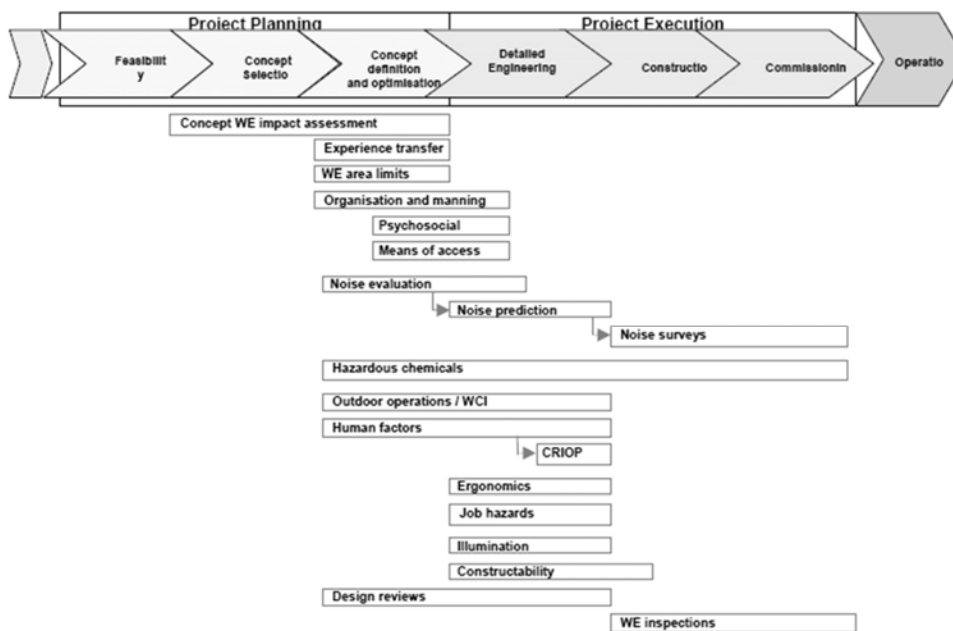 Project Planning
Project Execution
Feasibilit
y
Concept
Selectio
Concept
definition
and optimisation
Detailed
Engineering
Constructio
Commissionin
Operatio
Concept WE impact assessment
Experience transfer
WE area limits
Organisation and manning
Psychosocial
Means of access
Noise evaluation
Noise prediction
Noise surveys
Hazardous chemicals
Outdoor operations / WCI
Human factors
CRIOP
Ergonomics
Job hazards
Illumination
Constructability
Design reviews
WE inspections